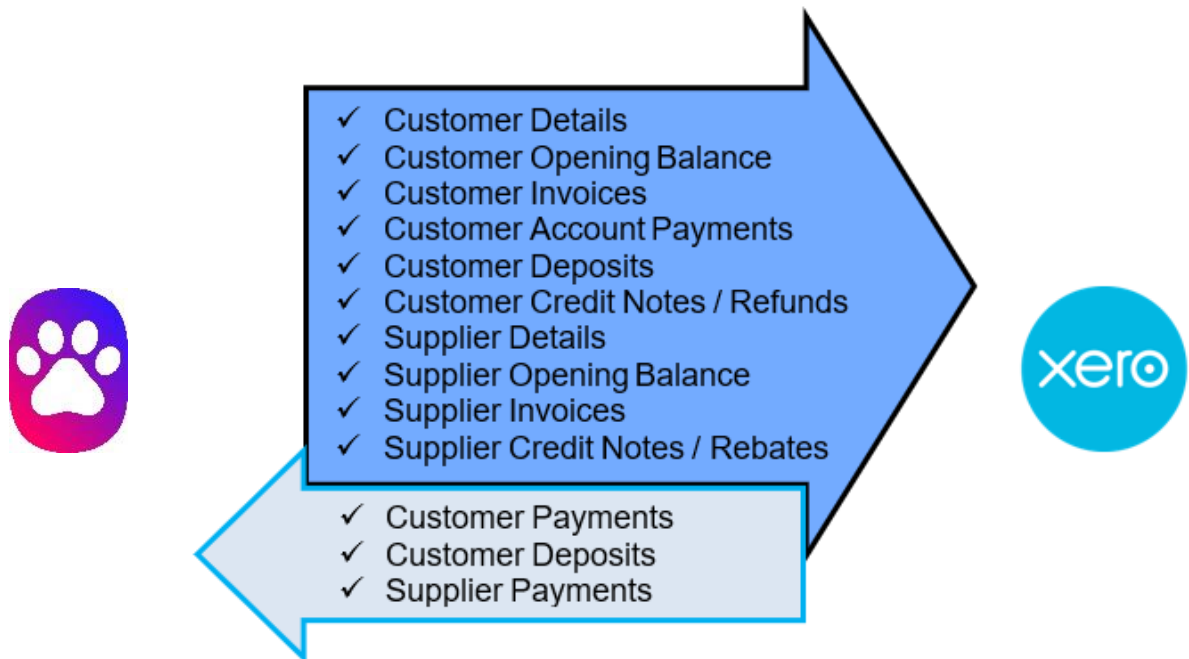 ✓ Customer Details
✓ Customer Opening Balance
✓ Customer Invoices
✓ Customer Account Payments
✓ Customer Deposits
✓ Customer Credit Notes / Refunds
✓ Supplier Details
✓ Supplier Opening Balance
✓ Supplier Invoices
✓ Supplier Credit Notes / Rebates
xero
✓ Customer Payments
✓ Customer Deposits
✓ Supplier Payments